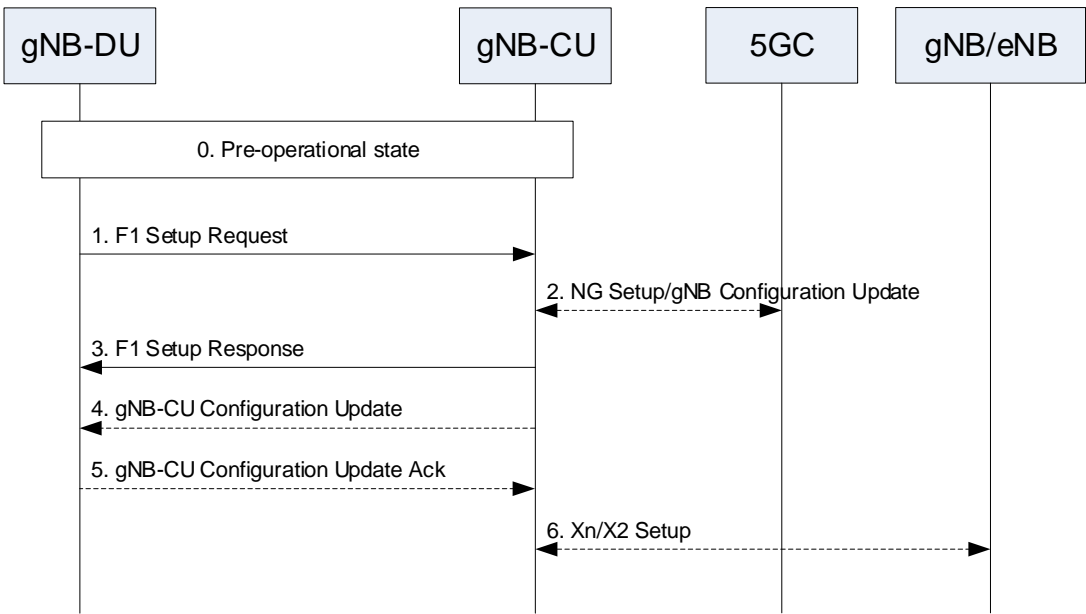 gNB-DU
gNB-CU
5GC
gNB/eNB
0. Pre-operational state
1. F1 Setup Request
2. NG Setup/gNB Configuration Update
3. F1 Setup Response
4. gNB-CU Configuration Update
5. gNB-CU Configuration Update Ack
6. Xn/X2 Setup